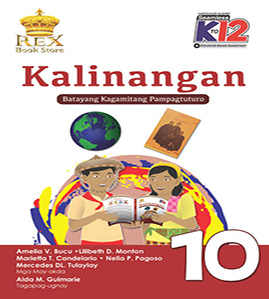 REX
Book Store
Seamless
K to 12
Kalinangan
Batayang Kagamitang Pampagtuturo
Amelia V. Bucu • Lilibeth D. Monton
Marietta T. Candelario • Nelia P. Pagoso
Mercedes DL. Tulaylay
Mga May-akda
Aida M. Guimarie
Tagapag-ugnay
10